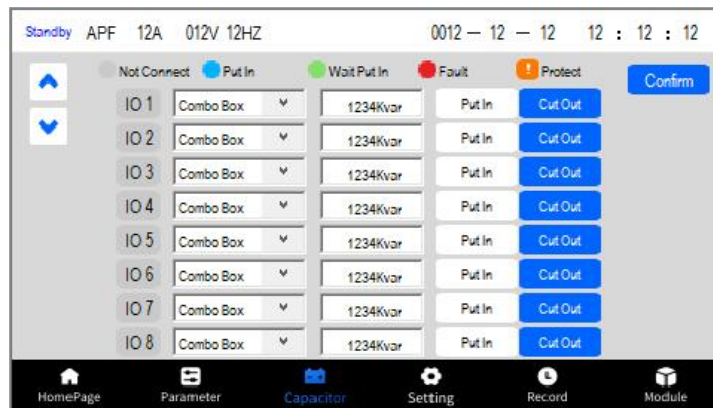 Standby APF 12A 012V 12HZ 0012 — 12 — 12 12 : 12 : 12
Not Connect Put In Wait Put In Fault ! Protect Confirm
IO 1 Combo Box 1234Kvar Put In Cut Out
IO 2 Combo Box 1234Kvar Put In Cut Out
IO 3 Combo Box 1234Kvar Put In Cut Out
IO 4 Combo Box 1234Kvar Put In Cut Out
IO 5 Combo Box 1234Kvar Put In Cut Out
IO 6 Combo Box 1234Kvar Put In Cut Out
IO 7 Combo Box 1234Kvar Put In Cut Out
IO 8 Combo Box 1234Kvar Put In Cut Out
HomePage Parameter Capacitor Setting Record Module